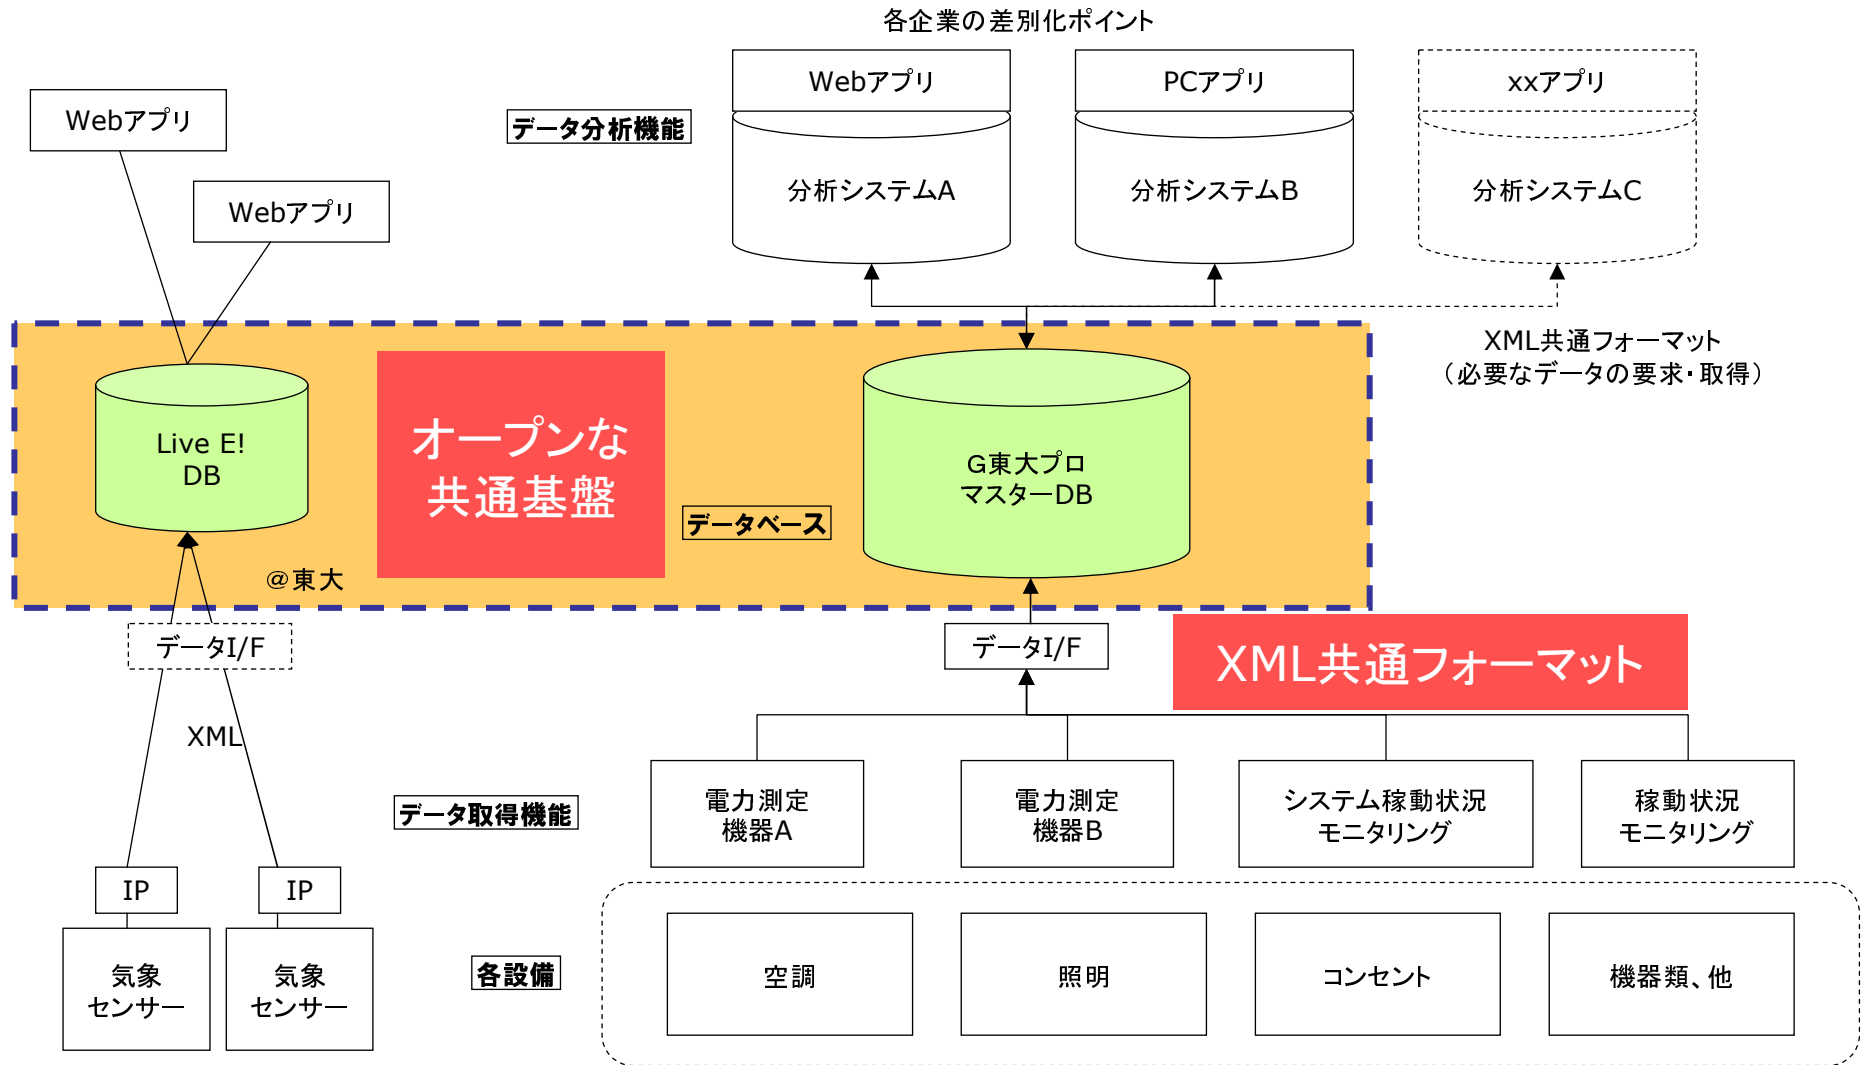 各企業の差別化ポイント
Webアプリ
PCアプリ
xxアプリ
Webアプリ
データ分析機能
分析システムA
分析システムB
分析システムC
Webアプリ
XML共通フォーマット
（必要なデータの要求・取得）
オープンな
共通基盤
Live E!
DB
G東大プロ
マスターDB
データベース
@東大
データI/F
データI/F
XML共通フォーマット
XML
電力測定
機器A
電力測定
機器B
システム稼動状況
モニタリング
稼動状況
モニタリング
データ取得機能
IP
IP
気象
センサー
気象
センサー
各設備
空調
照明
コンセント
機器類、他